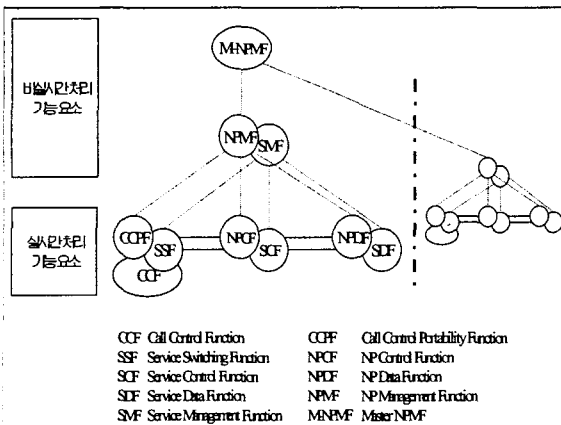 M-NPMF
비실시간처리
기능요소
NPMF
SMF
실시간처리
기능요소
CCPF
SSF
CCF
NPCF
SCF
NPDF
SDF
CCF Call Control Function
CCPF Call Control Portability Function
SSF Service Switching Function
NPCF NP Control Function
SCF Service Control Function
NPDF NP Data Function
SDF Service Data Function
NPMF NP Management Function
SMF Service Management Function
M-NPMF Master NPMF